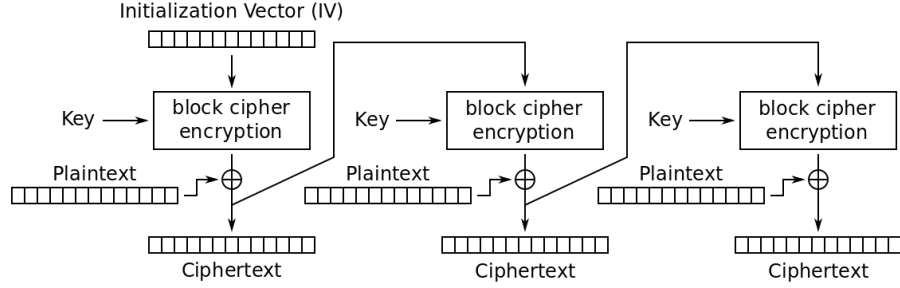 Initialization Vector (IV)
Key
block cipher
encryption
Key
block cipher
encryption
Key
block cipher
encryption
Plaintext
Plaintext
Plaintext
Ciphertext
Ciphertext
Ciphertext